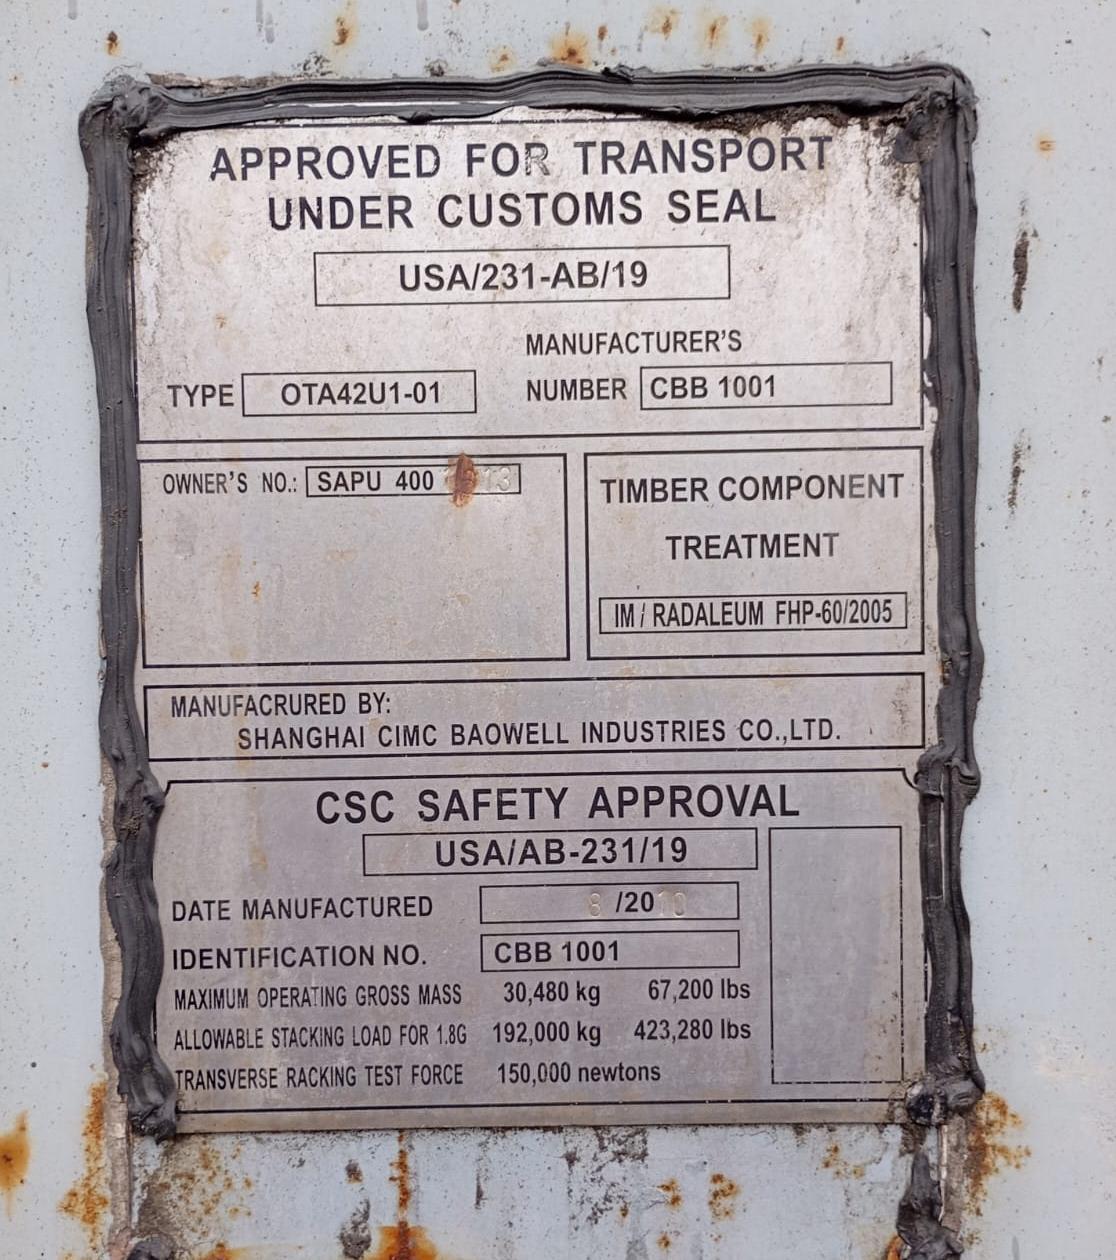 APPROVED FOR TRANSPORT
UNDER CUSTOMS SEAL
USA/231-AB/19
MANUFACTURER'S
TYPE OTA42U1-01 NUMBER CBB 1001
OWNER'S NO.: SAPU 400
TIMBER COMPONENT
TREATMENT
IM / RADALEUM FHP-60/2005
MANUFACRURED BY:
SHANGHAI CIMC BAOWELL INDUSTRIES CO.,LTD.
CSC SAFETY APPROVAL
USA/AB-231/19
DATE MANUFACTURED 8 /2010
IDENTIFICATION NO. CBB 1001
MAXIMUM OPERATING GROSS MASS 30,480 kg 67,200 lbs
ALLOWABLE STACKING LOAD FOR 1.8G 192,000 kg 423,280 lbs
TRANSVERSE RACKING TEST FORCE 150,000 newtons